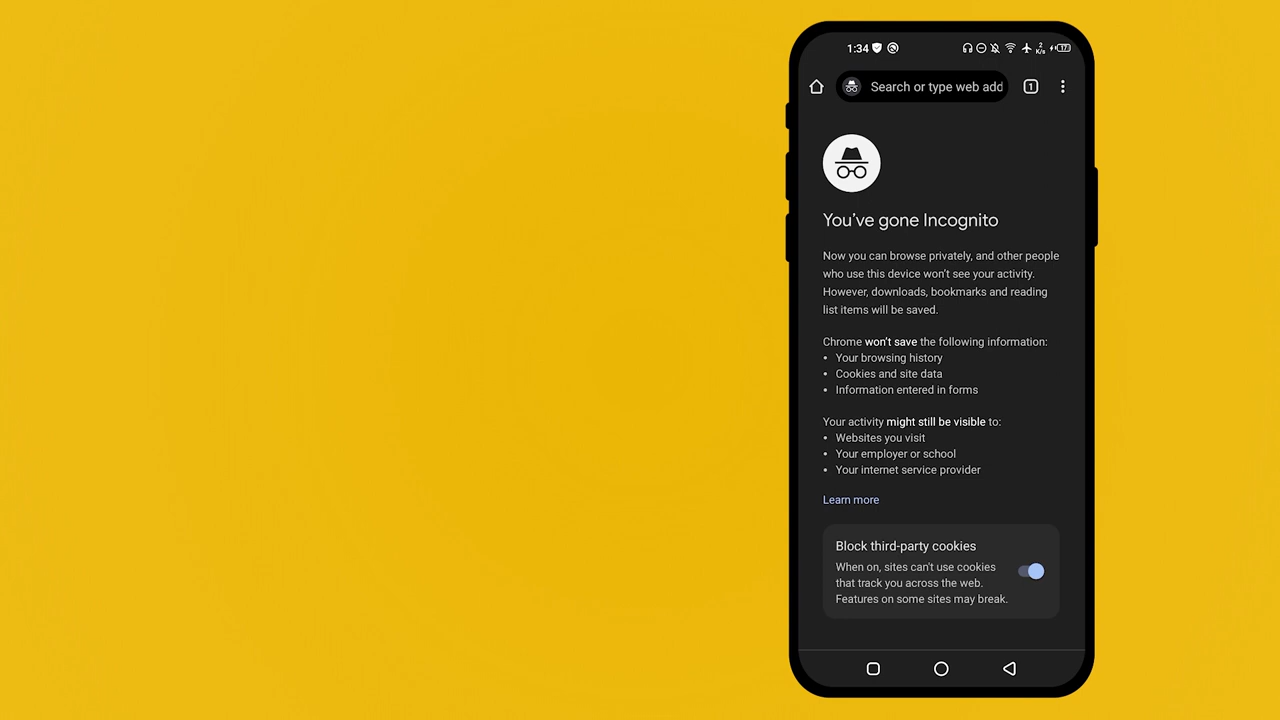 1:34
2
K/s
17
Search or type web add
1
You've gone Incognito
Now you can browse privately, and other people
who use this device won't see your activity.
However, downloads, bookmarks and reading
list items will be saved.
Chrome won't save the following information:
• Your browsing history
• Cookies and site data
• Information entered in forms
Your activity might still be visible to:
• Websites you visit
• Your employer or school
• Your internet service provider
Learn more
Block third-party cookies
When on, sites can't use cookies
that track you across the web.
Features on some sites may break.